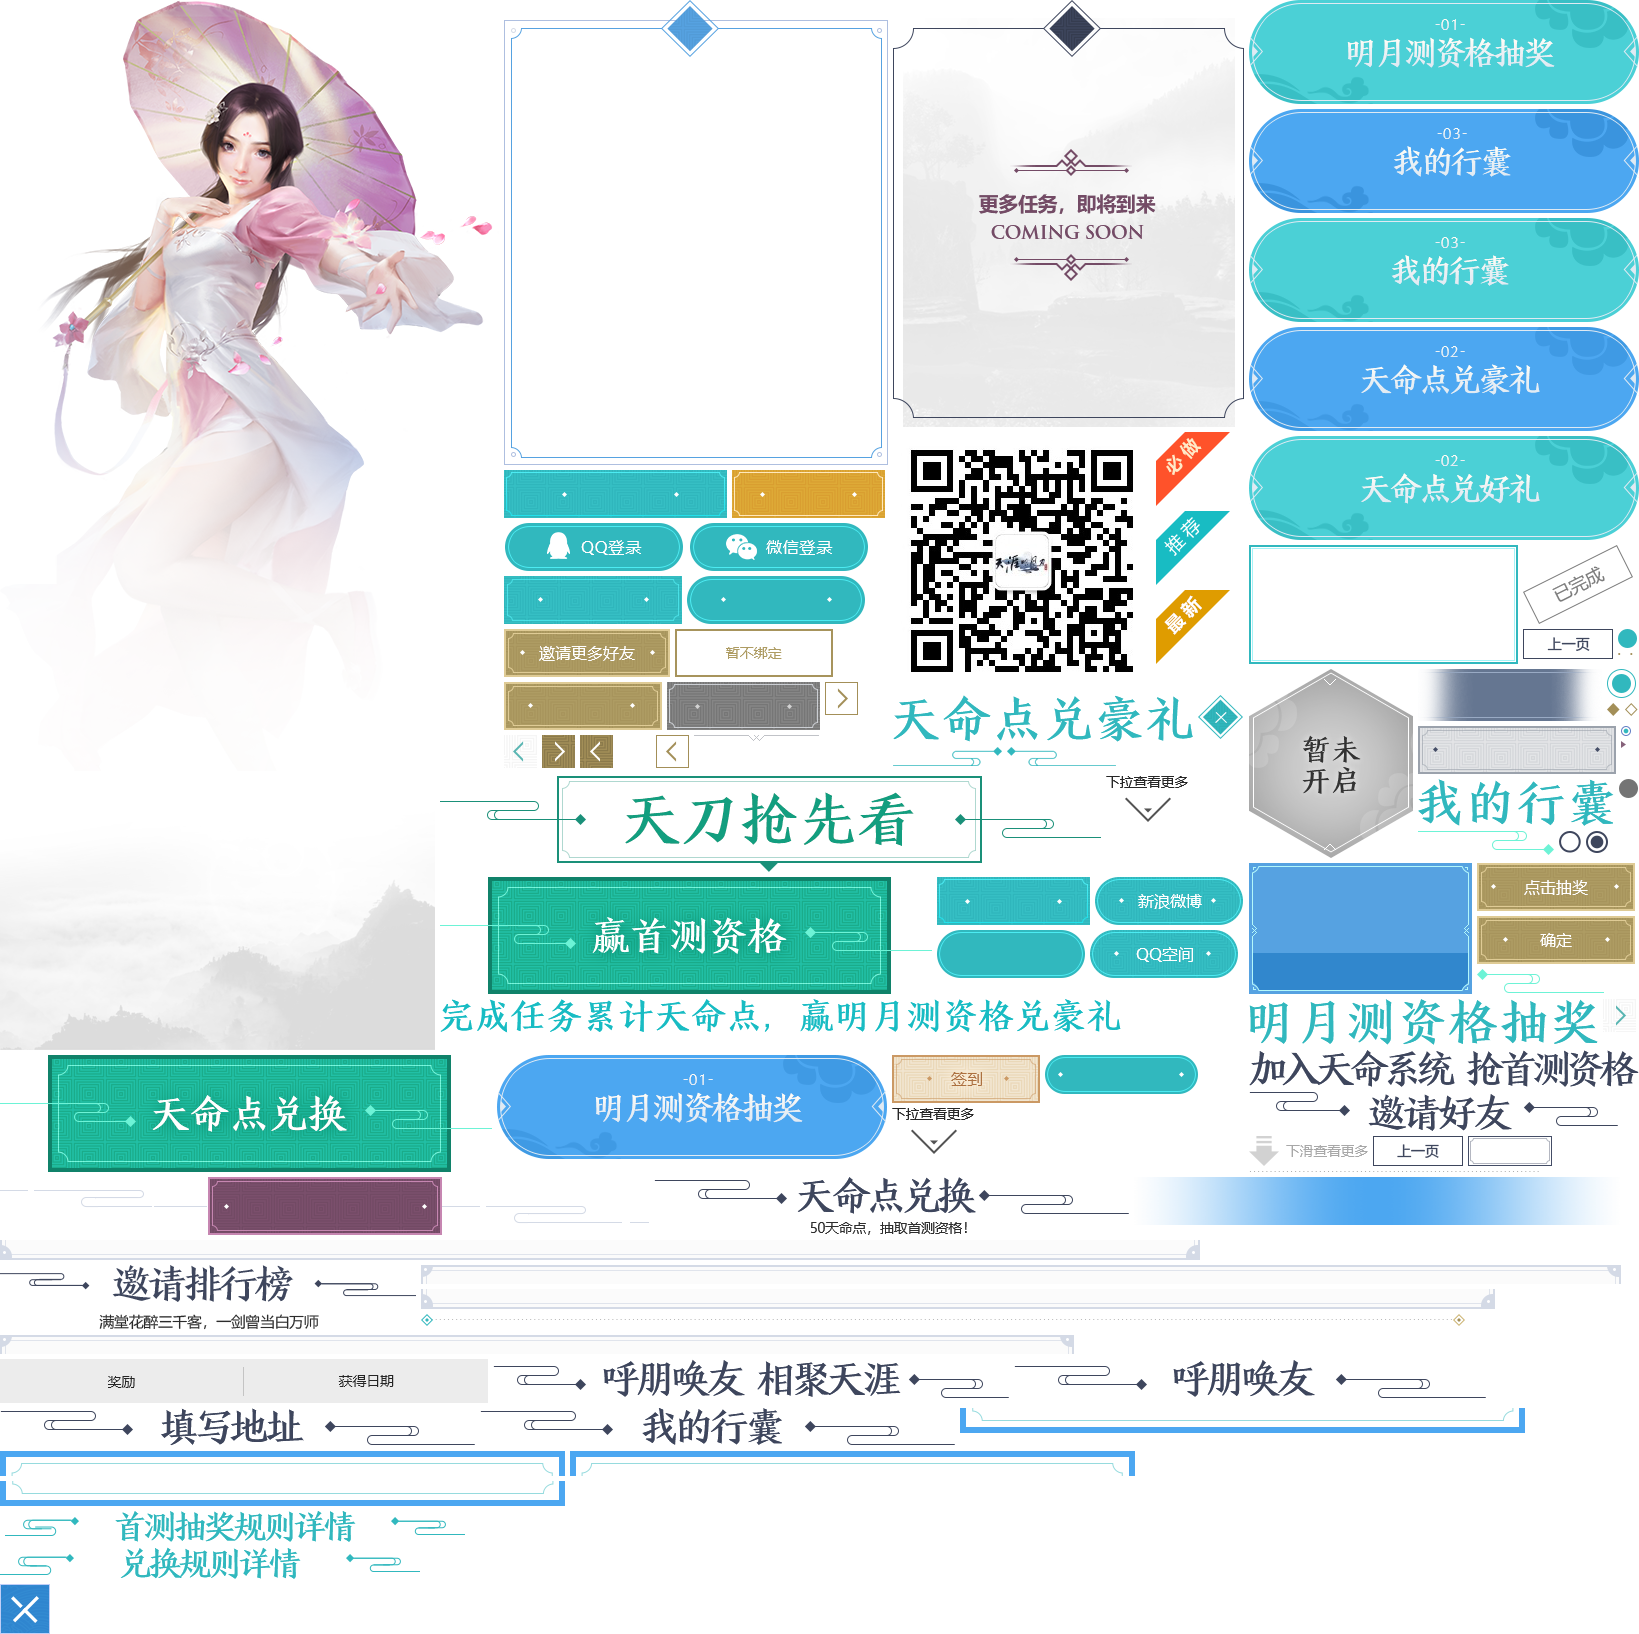 -01-
明月测资格抽奖
-03-
我的行囊
-03-
我的行囊
-02-
天命点兑豪礼
-02-
天命点兑好礼
更多任务，即将到来
COMING SOON
必做
推荐
最新
QQ登录
微信登录
邀请更多好友
暂不绑定
已完成
上一页
天命点兑豪礼
暂未
开启
我的行囊
下拉查看更多
天刀抢先看
赢首测资格
新浪微博
QQ空间
点击抽奖
确定
完成任务累计天命点，赢明月测资格兑豪礼
明月测资格抽奖
加入天命系统 抢首测资格
天命点兑换
-01-
明月测资格抽奖
签到
下拉查看更多
邀请好友
下滑查看更多
上一页
天命点兑换
50天命点，抽取首测资格！
邀请排行榜
满堂花醉三千客，一剑曾当白万师
奖励
获得日期
呼朋唤友 相聚天涯
呼朋唤友
填写地址
我的行囊
首测抽奖规则详情
兑换规则详情